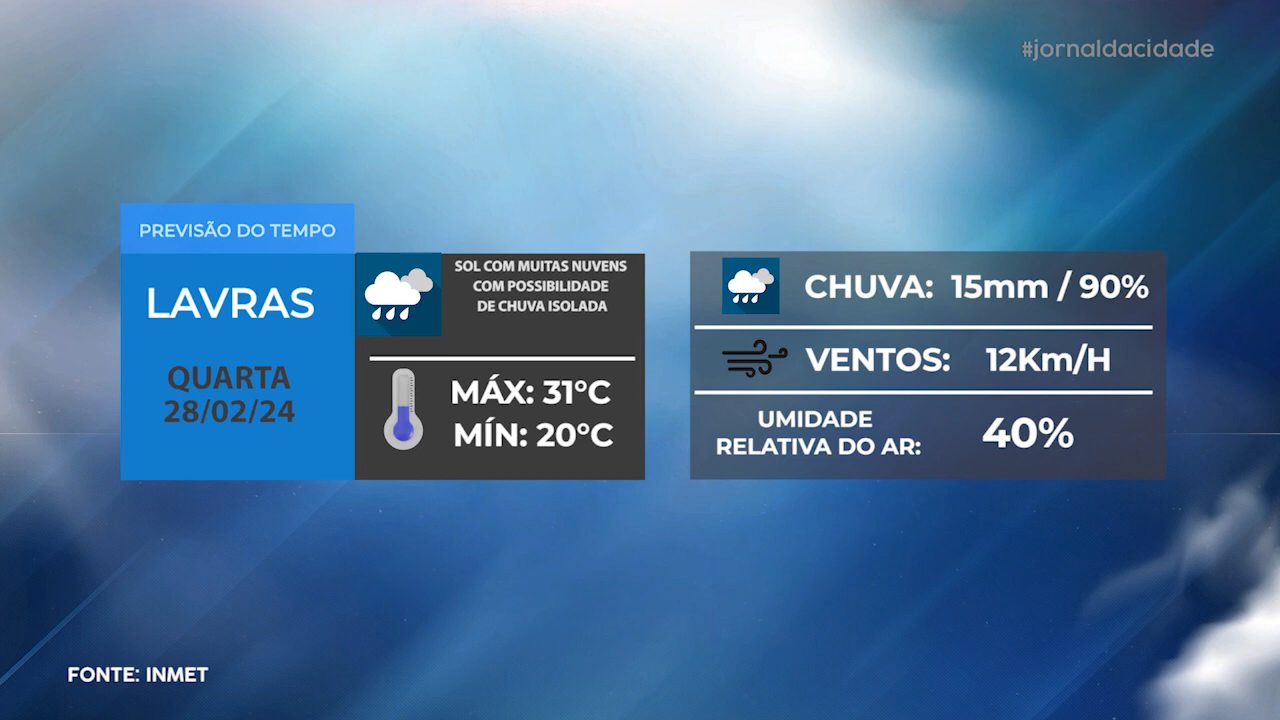 #jornaldacidade
PREVISÃO DO TEMPO
LAVRAS
QUARTA
28/02/24
SOL COM MUITAS NUVENS
COM POSSIBILIDADE
DE CHUVA ISOLADA
MÁX: 31°C
MÍN: 20°C
CHUVA: 15mm / 90%
VENTOS: 12Km/H
UMIDADE
RELATIVA DO AR: 40%
FONTE: INMET